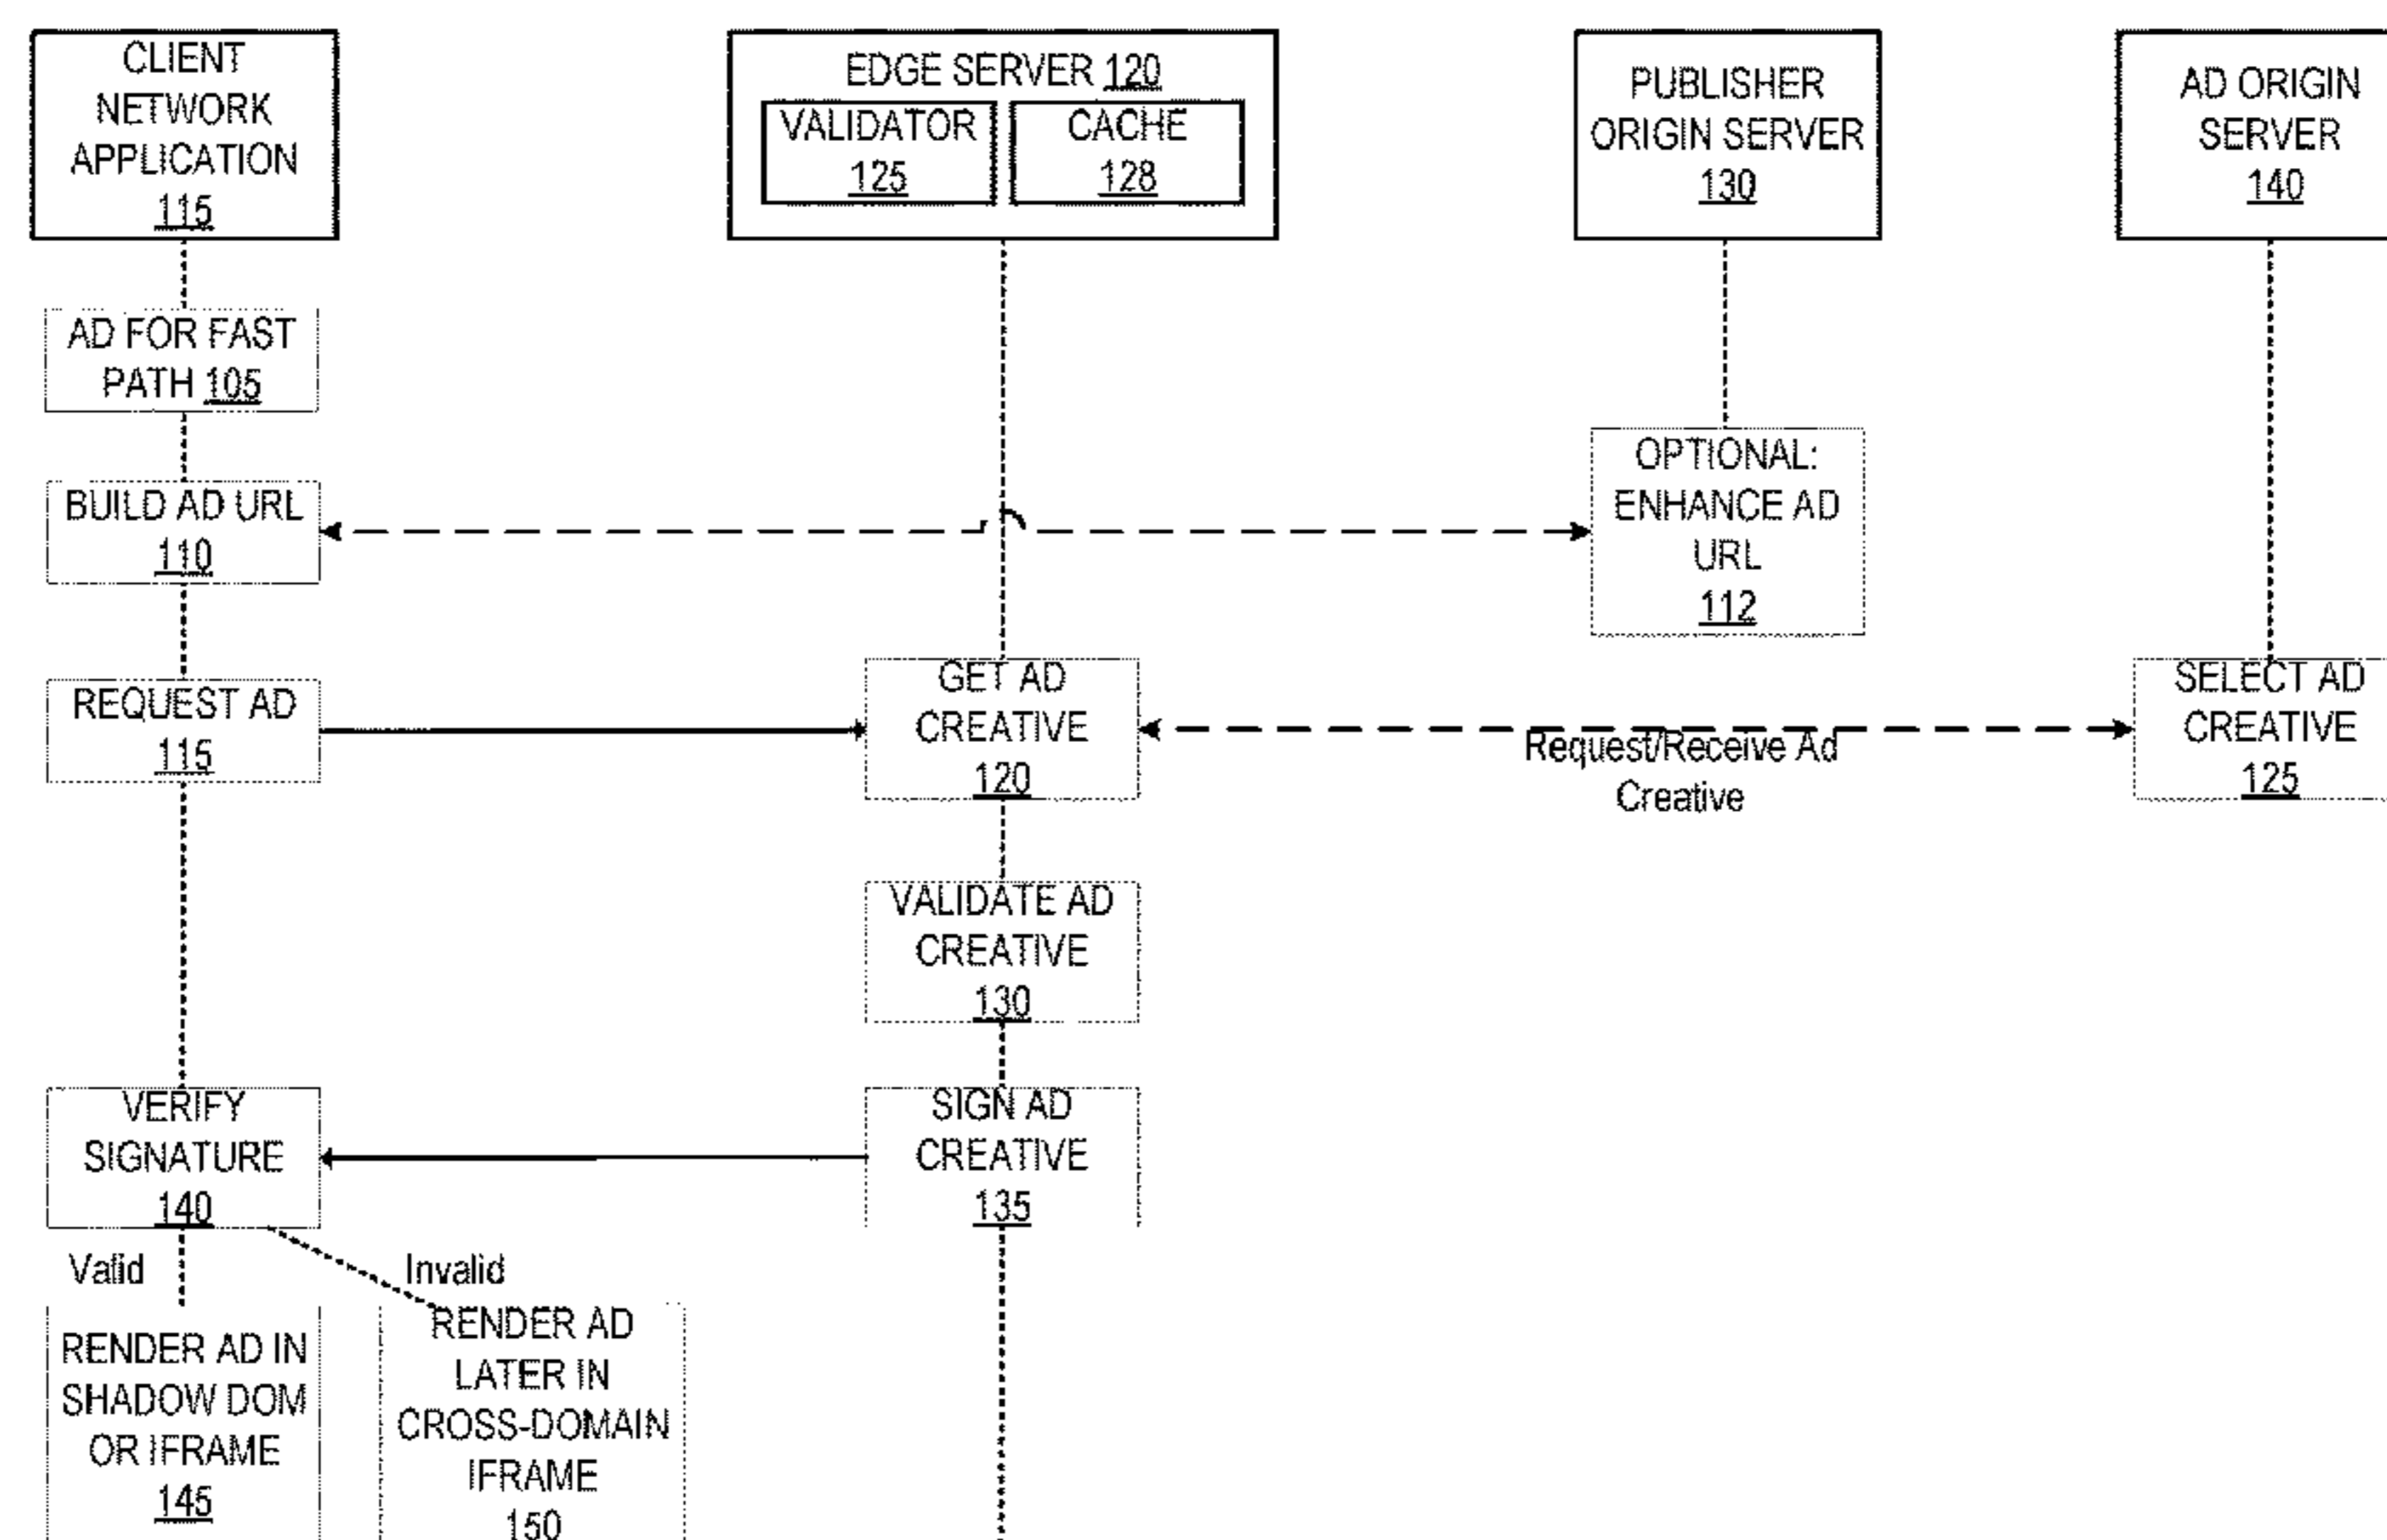 CLIENT
NETWORK
APPLICATION
115
EDGE SERVER 120
VALIDATOR
125
CACHE
128
PUBLISHER
ORIGIN SERVER
130
AD ORIGIN
SERVER
140
AD FOR FAST
PATH 105
BUILD AD URL
110
OPTIONAL:
ENHANCE AD
URL
112
REQUEST AD
115
GET AD
CREATIVE
120
Request/Receive Ad
Creative
SELECT AD
CREATIVE
125
VALIDATE AD
CREATIVE
130
VERIFY
SIGNATURE
140
SIGN AD
CREATIVE
135
Valid
Invalid
RENDER AD IN
SHADOW DOM
OR IFRAME
145
RENDER AD
LATER IN
CROSS-DOMAIN
IFRAME
150